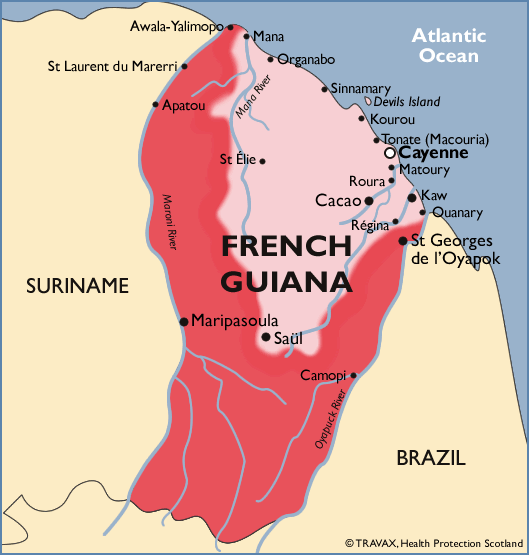 Awala-Yalimopo
Mana
Atlantic
Ocean
St Laurent du Marerri
Organabo
Mana River
Sinnamary
Devils Island
Apatou
Kourou
Tonate (Macouria)
Cayenne
St Élie
Matoury
Roura
Cacao
Kaw
Ouanary
Régina
Maroni River
FRENCH
GUIANA
St Georges
de l'Oyapok
SURINAME
Maripasoula
Saül
Camopi
Oyapuck River
BRAZIL
© TRAVAX, Health Protection Scotland